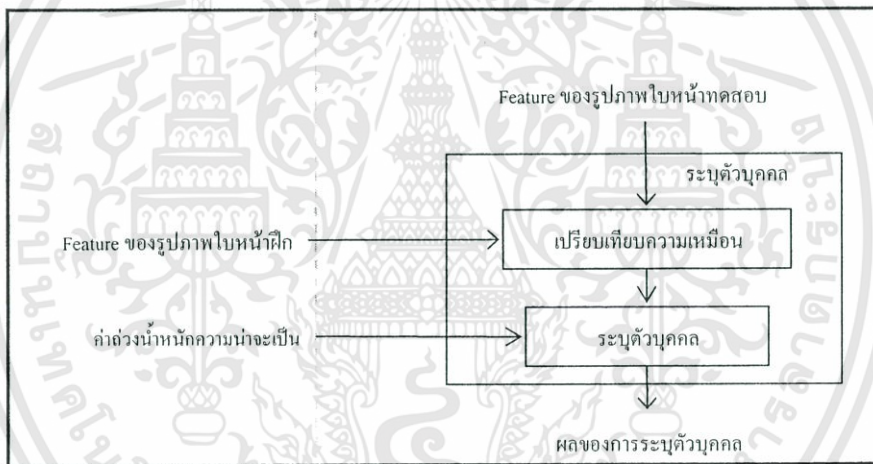 Feature ของรูปภาพใบหน้าทดสอบ
ระบุตัวบุคคล
Feature ของรูปภาพใบหน้าฝึก
เปรียบเทียบความเหมือน
ค่าถ่วงน้ำหนักความน่าจะเป็น
ระบุตัวบุคคล
ผลของการระบุตัวบุคคล